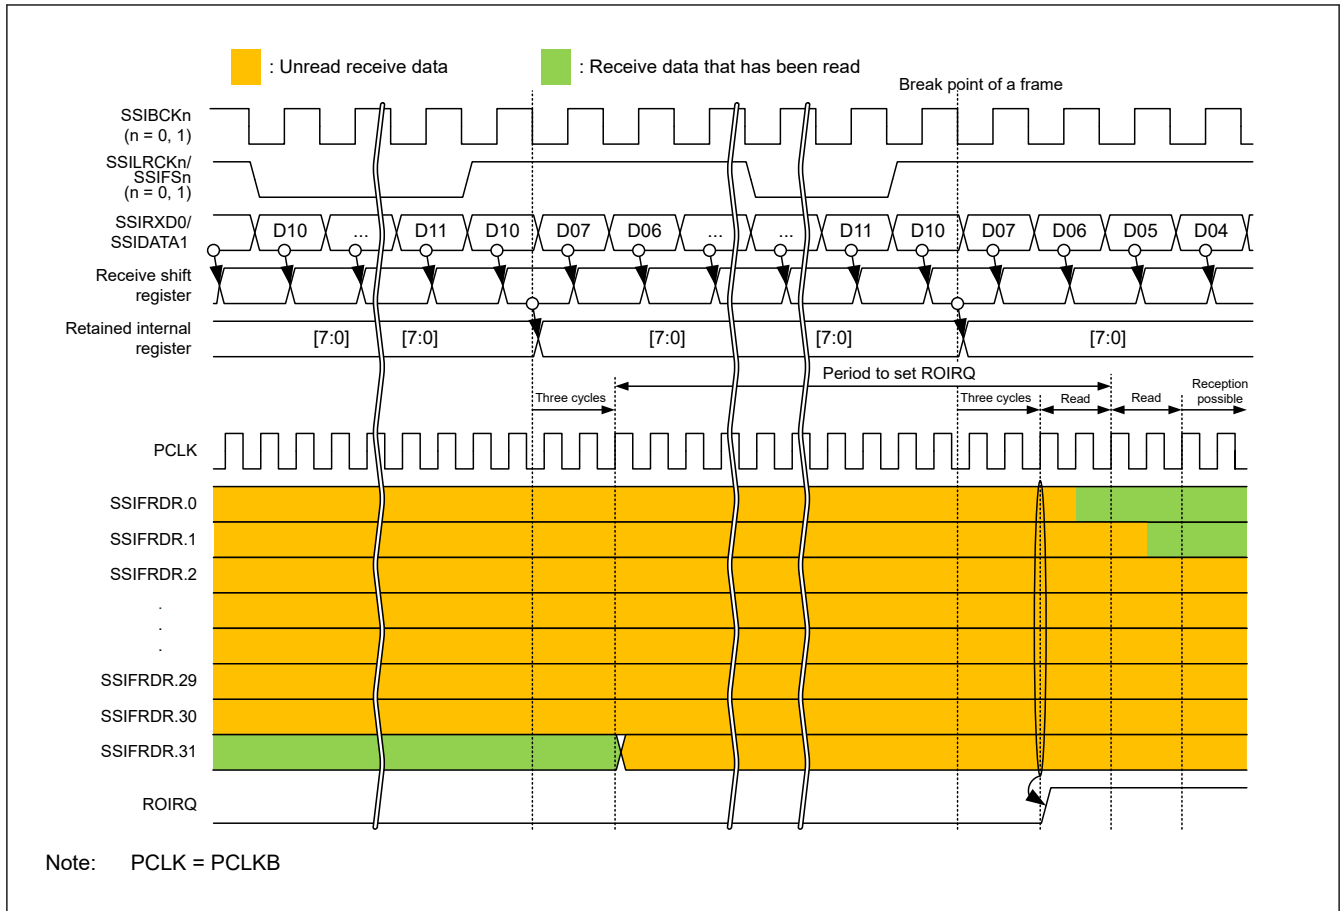 : Unread receive data
: Receive data that has been read
Break point of a frame
SSIBCKn
(n = 0, 1)
SSILRCKn/
SSIFSn
(n = 0, 1)
SSIRXD0/
SSIDATA1
D10 ... D11 D10 D07 D06 ... ... D11 D10 D07 D06 D05 D04
Receive shift
register
Retained internal
register
[7:0] [7:0] [7:0] [7:0] [7:0]
Period to set ROIRQ
Three cycles
Three cycles
Read
Read
Reception
possible
PCLK
SSIFRDR.0
SSIFRDR.1
SSIFRDR.2
.
.
.
SSIFRDR.29
SSIFRDR.30
SSIFRDR.31
ROIRQ
Note: PCLK = PCLKB